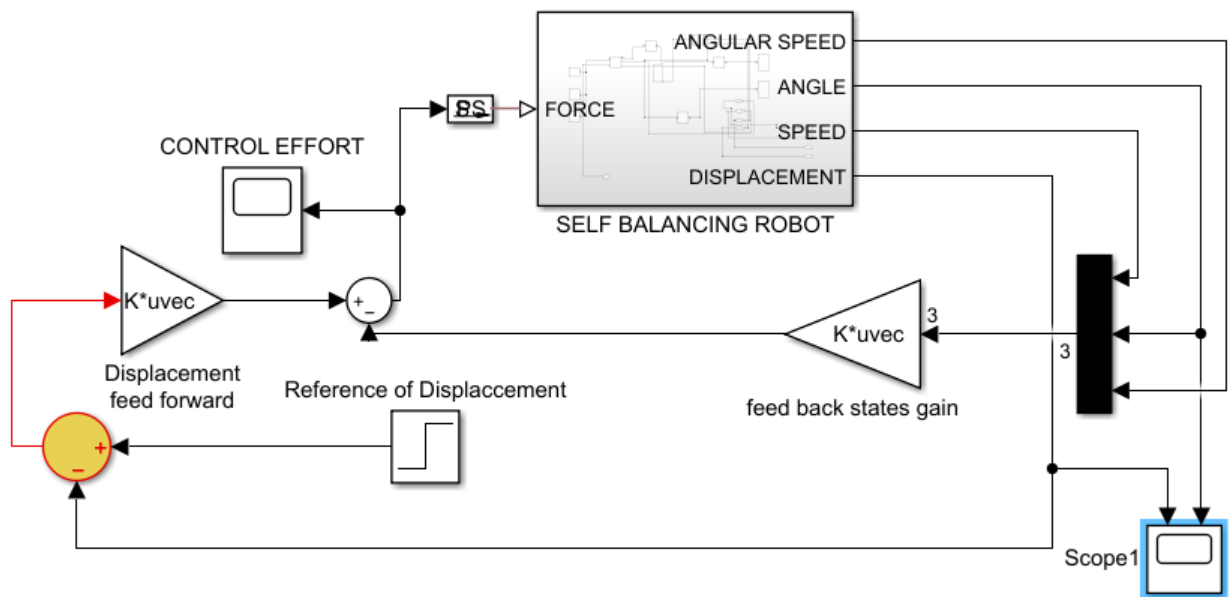 ANGULAR SPEED
ANGLE
FORCE
SPEED
DISPLACEMENT
SELF BALANCING ROBOT
CONTROL EFFORT
K*uvec
Displacement
feed forward
+
−
Reference of Displaccement
K*uvec
3
3
feed back states gain
+
−
Scope1